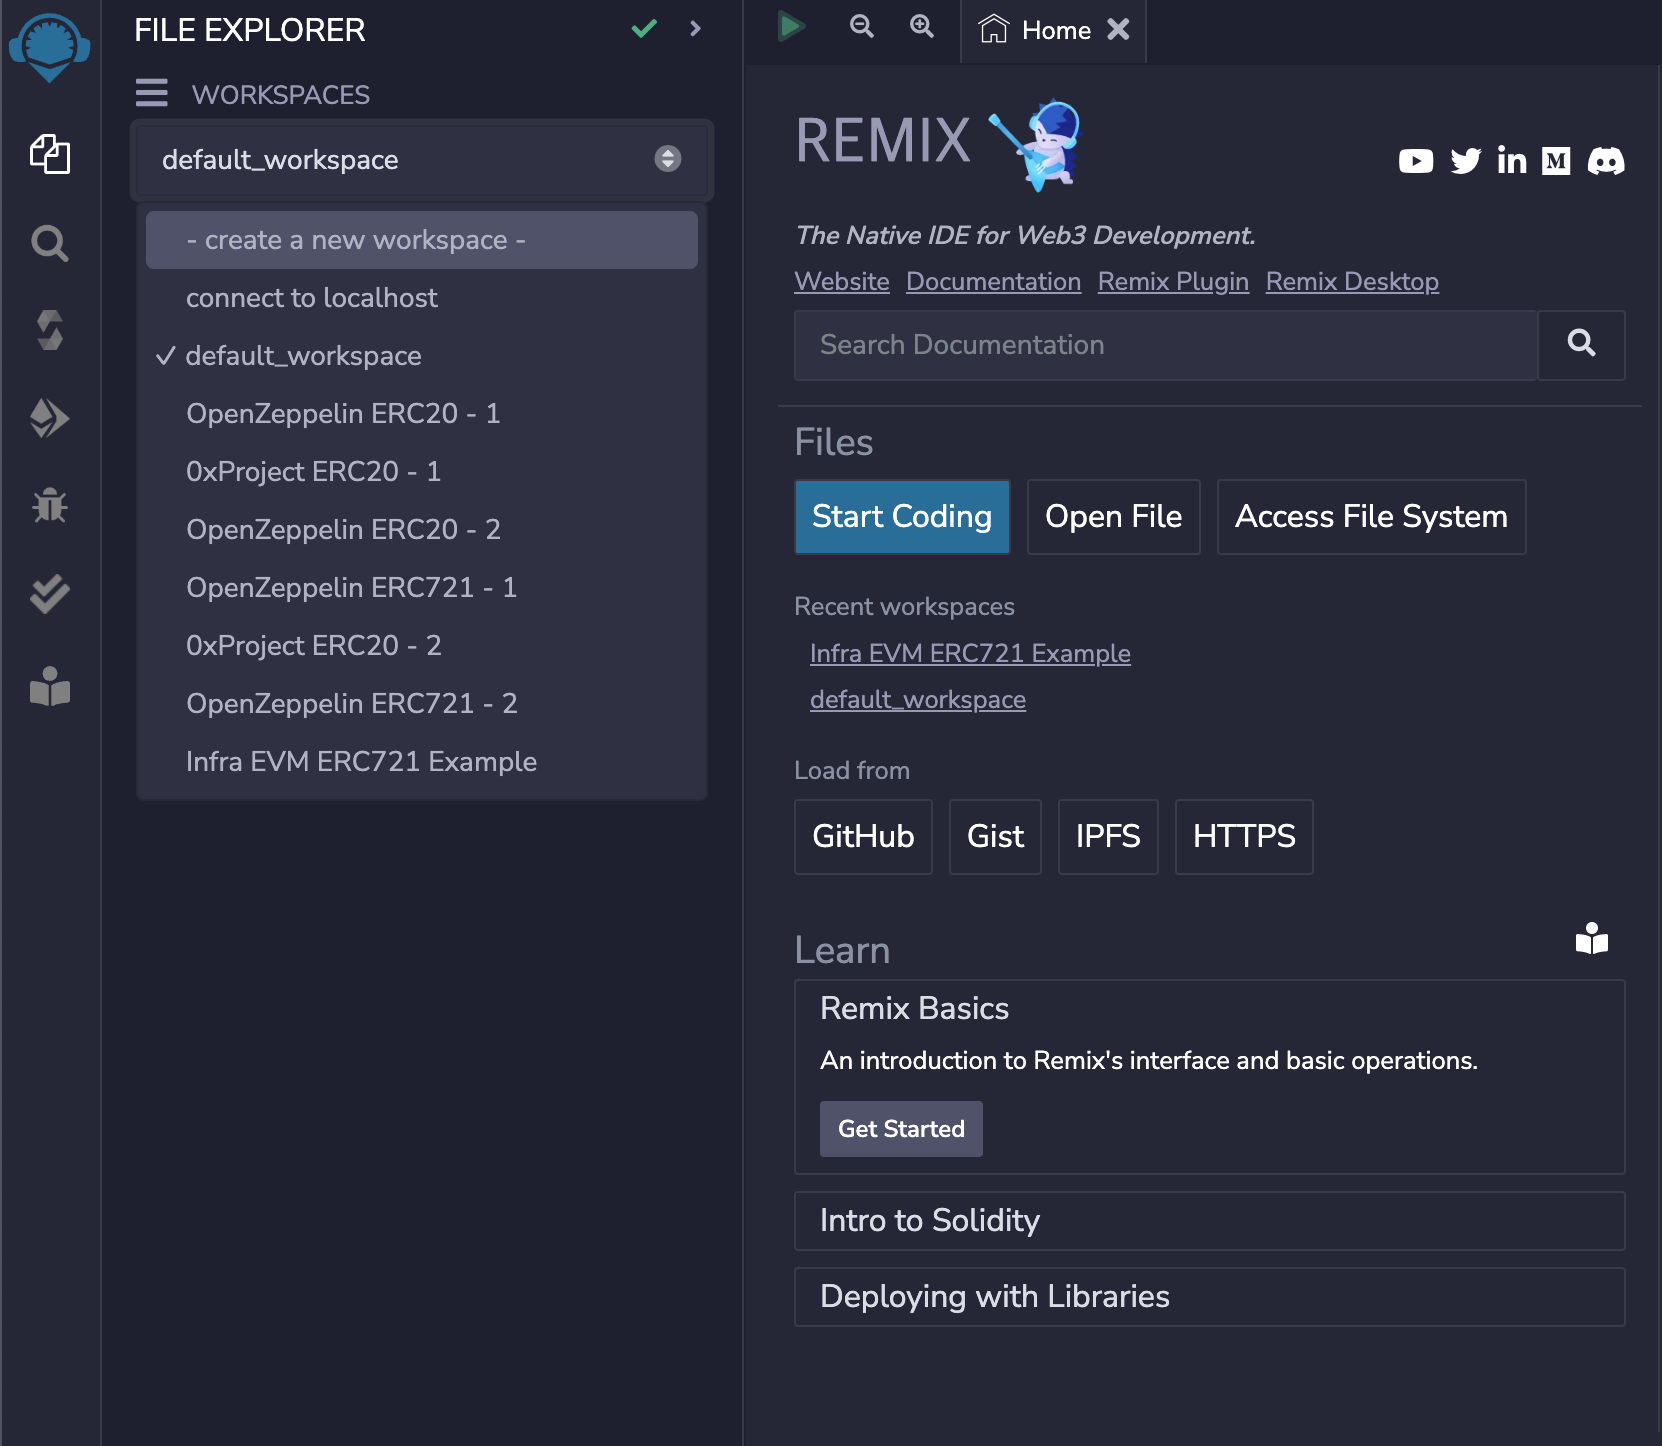 FILE EXPLORER
WORKSPACES
default_workspace
- create a new workspace -
connect to localhost
default_workspace
OpenZeppelin ERC20 - 1
0xProject ERC20 - 1
OpenZeppelin ERC20 - 2
OpenZeppelin ERC721 - 1
0xProject ERC20 - 2
OpenZeppelin ERC721 - 2
Infra EVM ERC721 Example
Home
REMIX
The Native IDE for Web3 Development.
Website Documentation Remix Plugin Remix Desktop
Search Documentation
Files
Start Coding Open File Access File System
Recent workspaces
Infra EVM ERC721 Example
default_workspace
Load from
GitHub Gist IPFS HTTPS
Learn
Remix Basics
An introduction to Remix's interface and basic operations.
Get Started
Intro to Solidity
Deploying with Libraries